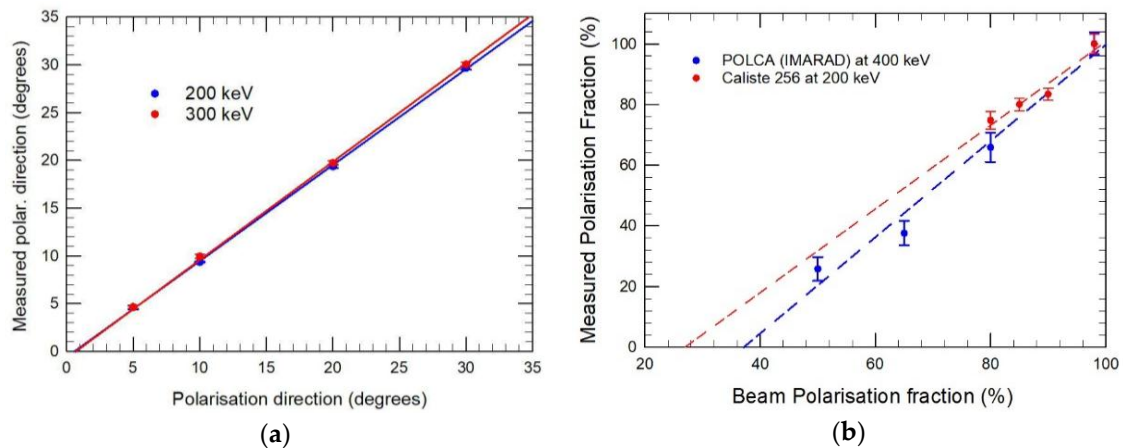 35
30
25
20
15
10
5
0
Measured polar. direction (degrees)
200 keV
300 keV
0 5 10 15 20 25 30 35
Polarisation direction (degrees)
(a)
100
80
60
40
20
0
Measured Polarisation Fraction (%)
POLCA (IMARAD) at 400 keV
Caliste 256 at 200 keV
20 40 60 80 100
Beam Polarisation fraction (%)
(b)